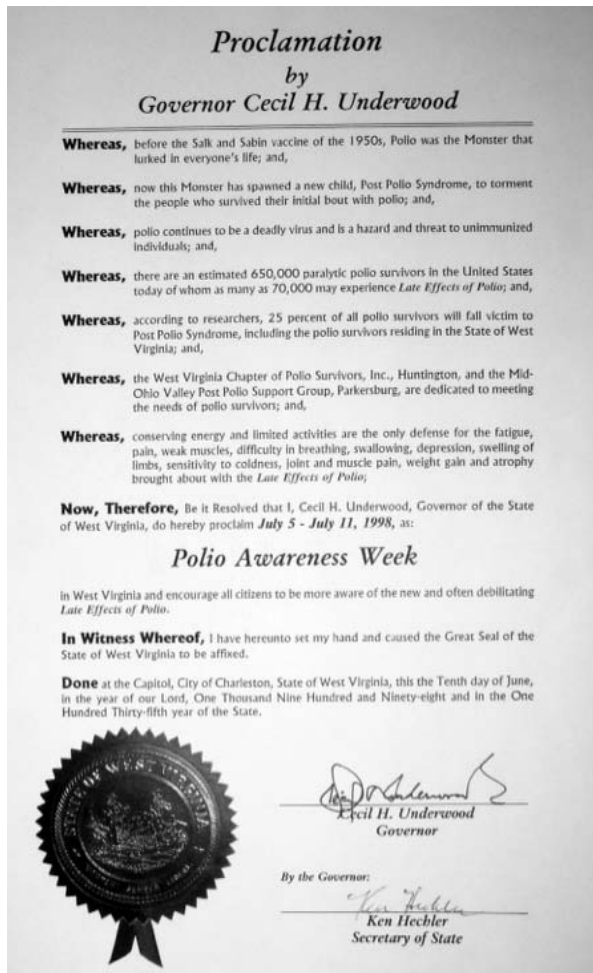 Proclamation
by
Governor Cecil H. Underwood
Whereas, before the Salk and Sabin vaccine of the 1950s, Polio was the Monster that
lurked in everyone's life; and,
Whereas, now this Monster has spawned a new child, Post Polio Syndrome, to torment
the people who survived their initial bout with polio; and,
Whereas, polio continues to be a deadly virus and is a hazard and threat to unimmunized
individuals; and,
Whereas, there are an estimated 650,000 paralytic polio survivors in the United States
today of whom as many as 70,000 may experience Late Effects of Polio; and,
Whereas, according to researchers, 25 percent of all polio survivors will fall victim to
Post Polio Syndrome, including the polio survivors residing in the State of West
Virginia; and,
Whereas, the West Virginia Chapter of Polio Survivors, Inc., Huntington, and the Mid-
Ohio Valley Post Polio Support Group, Parkersburg, are dedicated to meeting
the needs of polio survivors; and,
Whereas, conserving energy and limited activities are the only defense for the fatigue,
pain, weak muscles, difficulty in breathing, swallowing, depression, swelling of
limbs, sensitivity to coldness, joint and muscle pain, weight gain and atrophy
brought about with the Late Effects of Polio;
Now, Therefore, Be it Resolved that I, Cecil H. Underwood, Governor of the State
of West Virginia, do hereby proclaim July 5 - July 11, 1998, as:
Polio Awareness Week
in West Virginia and encourage all citizens to be more aware of the new and often debilitating
Late Effects of Polio.
In Witness Whereof, I have hereunto set my hand and caused the Great Seal of the
State of West Virginia to be affixed.
Done at the Capitol, City of Charleston, State of West Virginia, this the Tenth day of June,
in the year of our Lord, One Thousand Nine Hundred and Ninety-eight and in the One
Hundred Thirty-fifth year of the State.
STATE OF WEST VIRGINIA
Cecil H. Underwood
Cecil H. Underwood
Governor
By the Governor:
Ken Hechler
Ken Hechler
Secretary of State